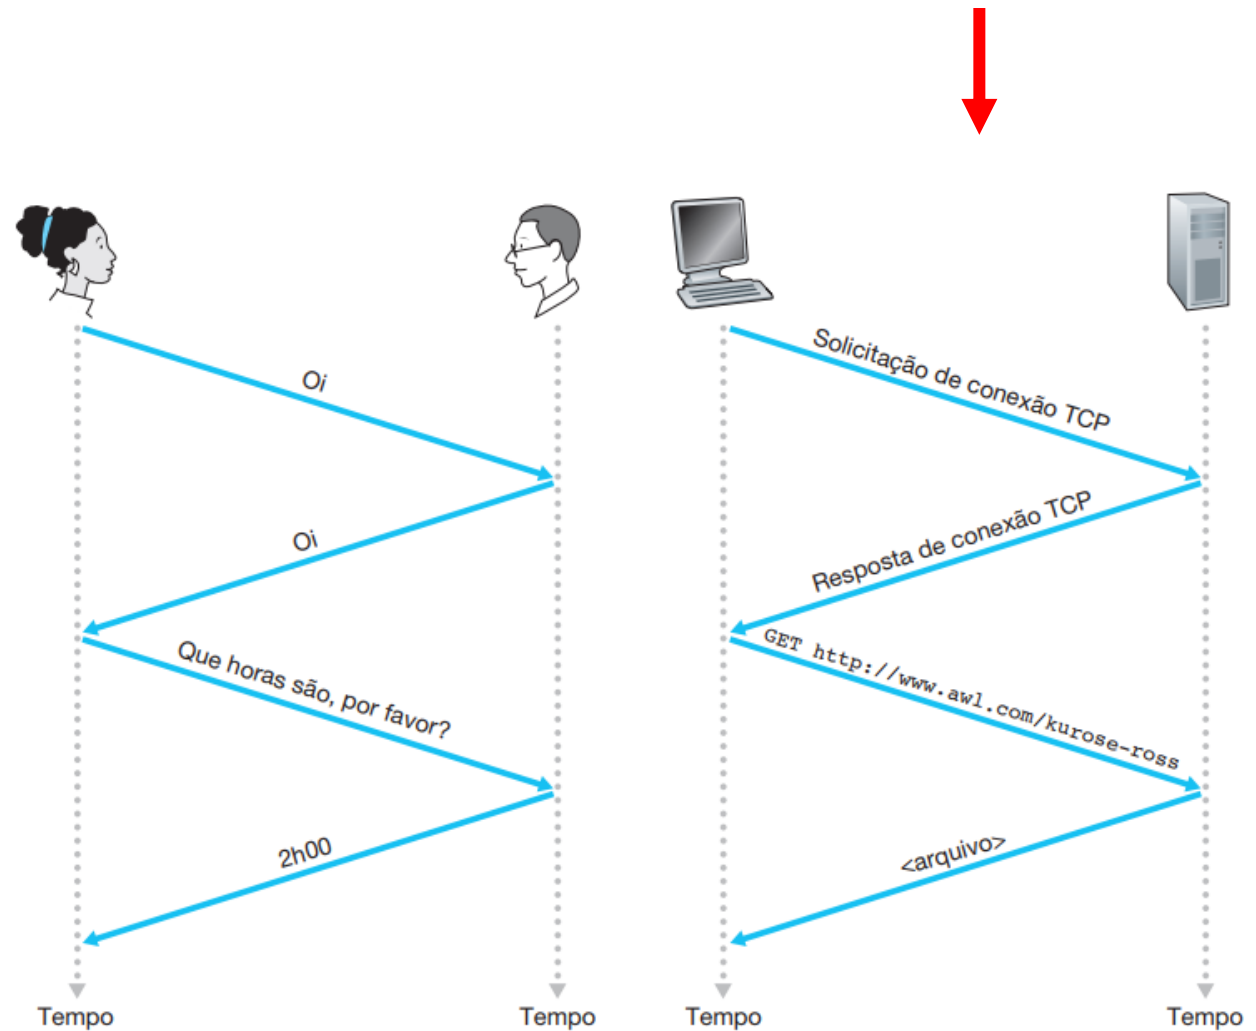 Oi
Oi
Que horas são, por favor?
2h00
Tempo
Tempo
Solicitação de conexão TCP
Resposta de conexão TCP
GET http://www.awl.com/kurose-ross
<arquivo>
Tempo
Tempo